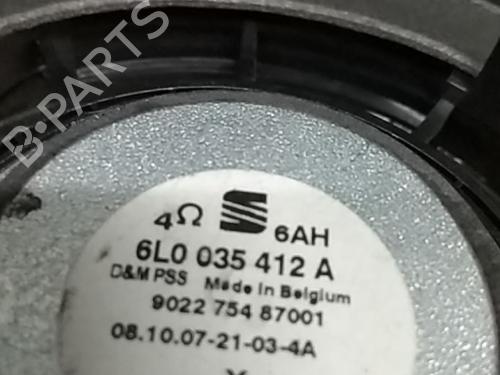 B-PARTS
4Ω 6AH
6L0 035 412 A
D&M PSS Made In Belgium
9022 754 87001
08.10.07-21-03-4A